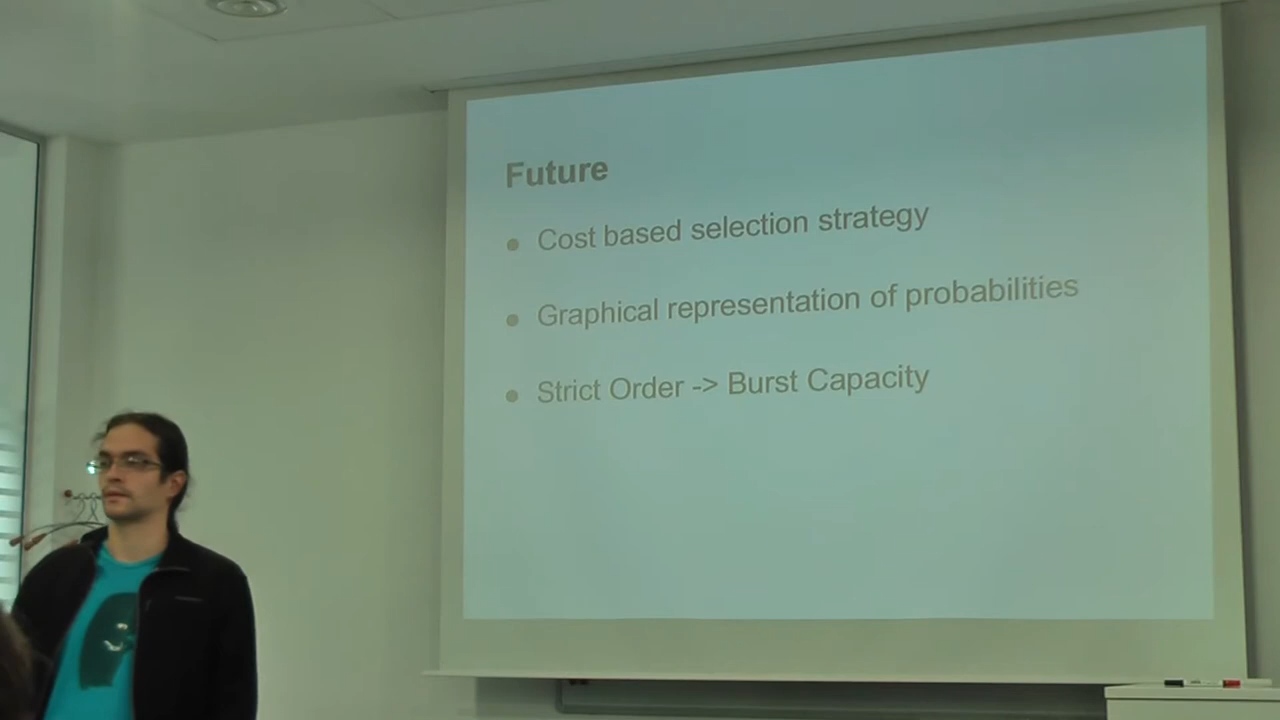 Future
Cost based selection strategy
Graphical representation of probabilities
Strict Order -> Burst Capacity